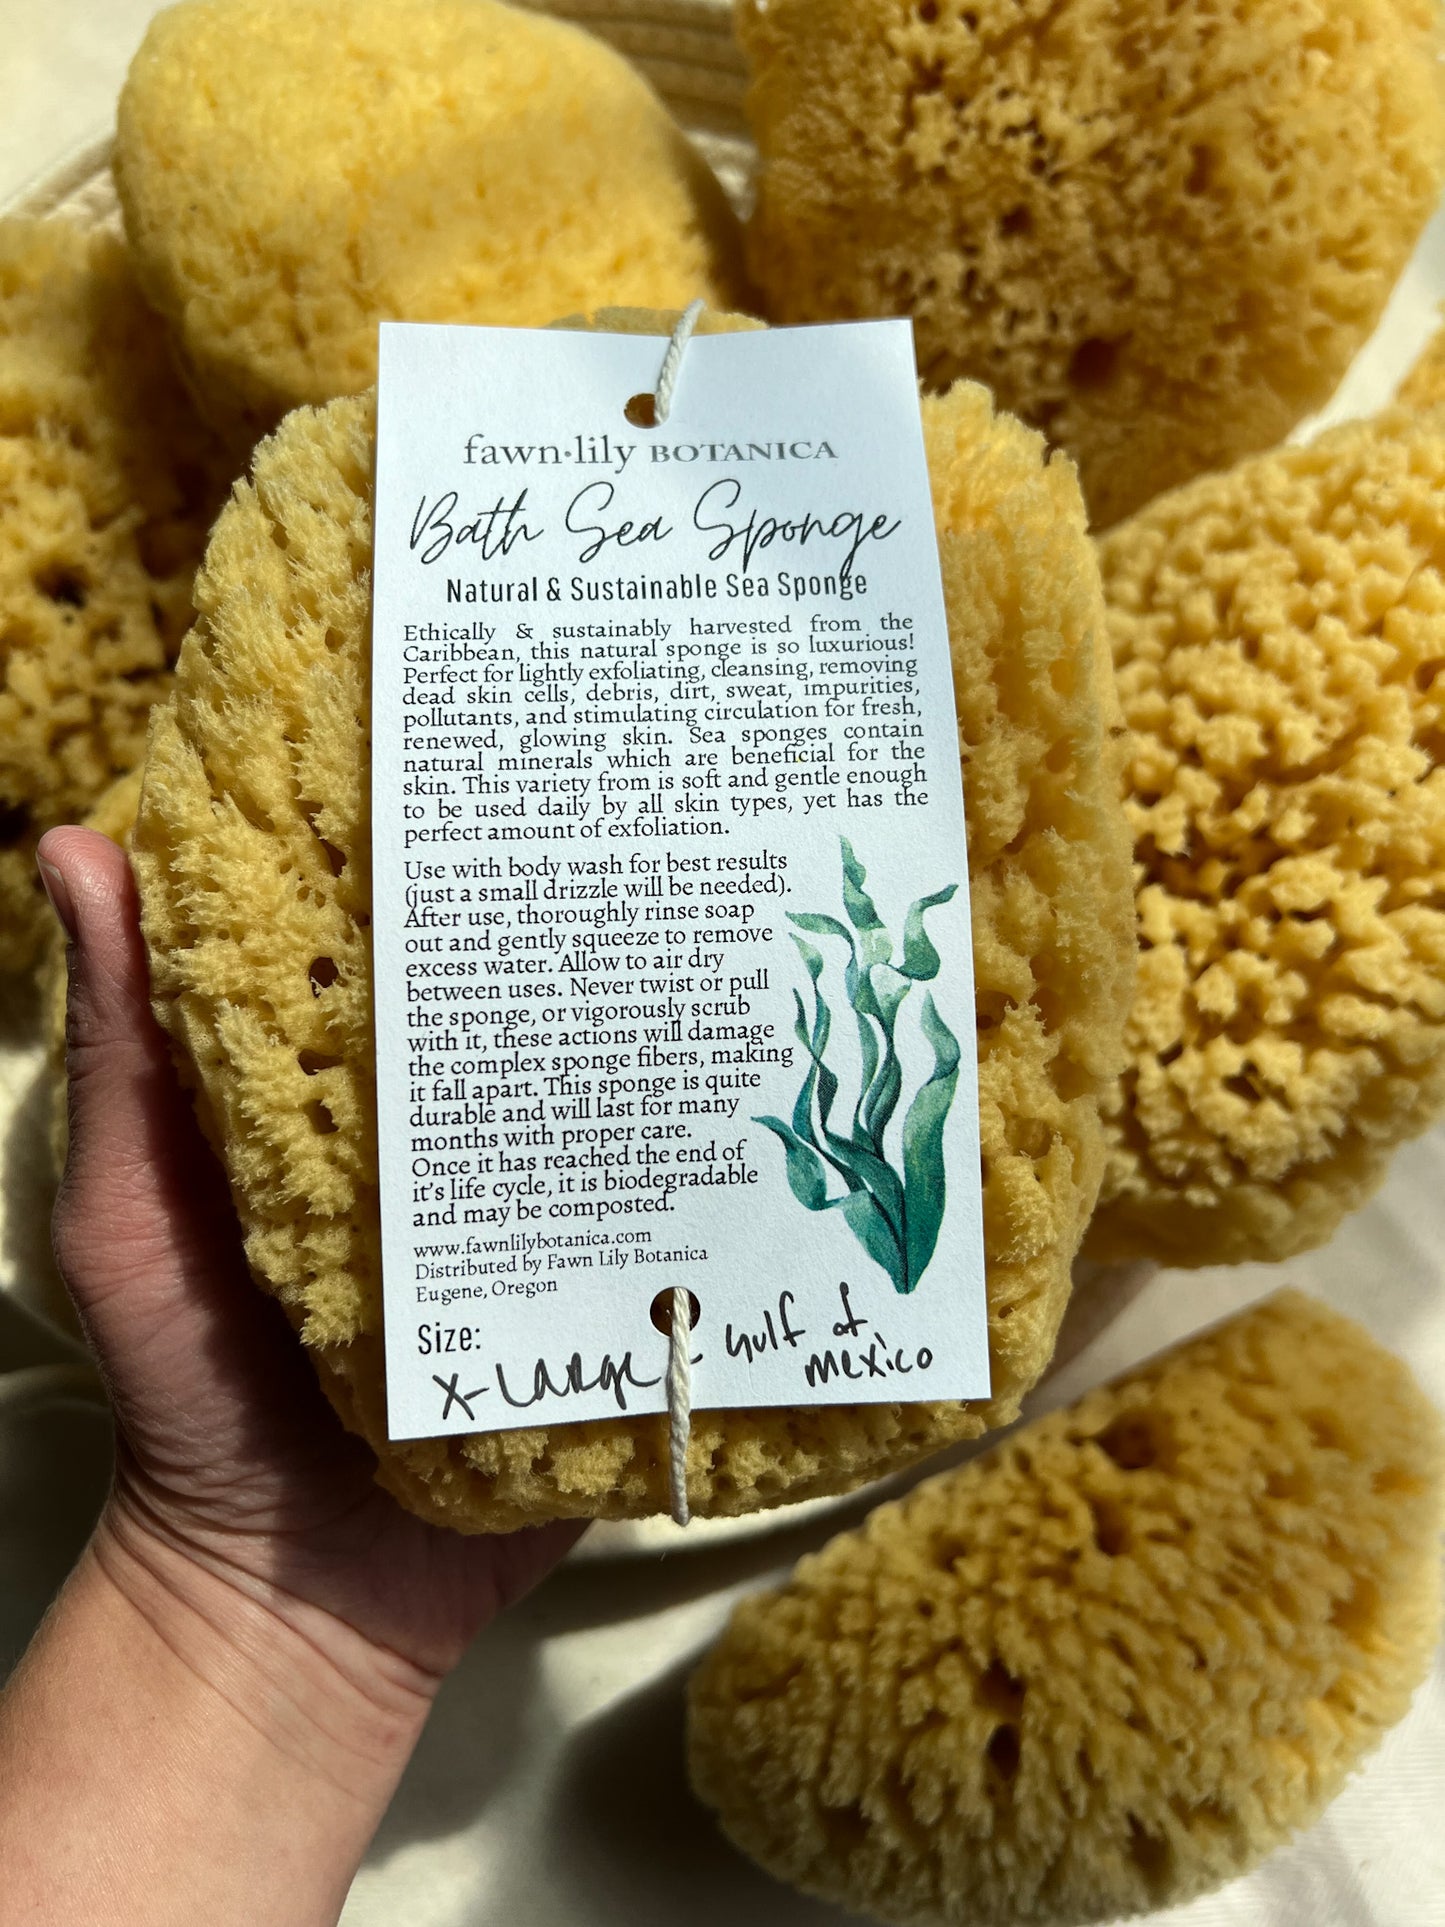 fawn·lily BOTANICA
Bath Sea Sponge
Natural & Sustainable Sea Sponge
Ethically & sustainably harvested from the
Caribbean, this natural sponge is so luxurious!
Perfect for lightly exfoliating, cleansing, removing
dead skin cells, debris, dirt, sweat, impurities,
pollutants, and stimulating circulation for fresh,
renewed, glowing skin. Sea sponges contain
natural minerals which are beneficial for the
skin. This variety from is soft and gentle enough
to be used daily by all skin types, yet has the
perfect amount of exfoliation.
Use with body wash for best results
(just a small drizzle will be needed).
After use, thoroughly rinse soap
out and gently squeeze to remove
excess water. Allow to air dry
between uses. Never twist or pull
the sponge, or vigorously scrub
with it, these actions will damage
the complex sponge fibers, making
it fall apart. This sponge is quite
durable and will last for many
months with proper care.
Once it has reached the end of
it's life cycle, it is biodegradable
and may be composted.
www.fawnlilybotanica.com
Distributed by Fawn Lily Botanica
Eugene, Oregon
Size:
X-Large - Gulf of
Mexico